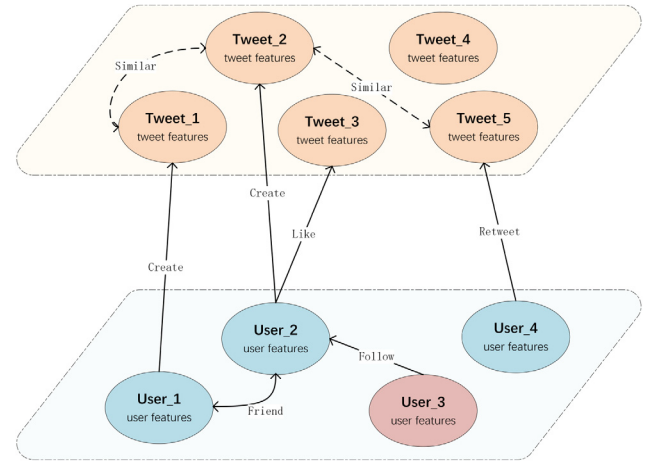 Tweet_2
tweet features
Tweet_4
tweet features
Similar
Similar
Tweet_1
tweet features
Tweet_3
tweet features
Tweet_5
tweet features
Create
Like
Retweet
Create
User_2
user features
User_4
user features
Follow
User_1
user features
Friend
User_3
user features